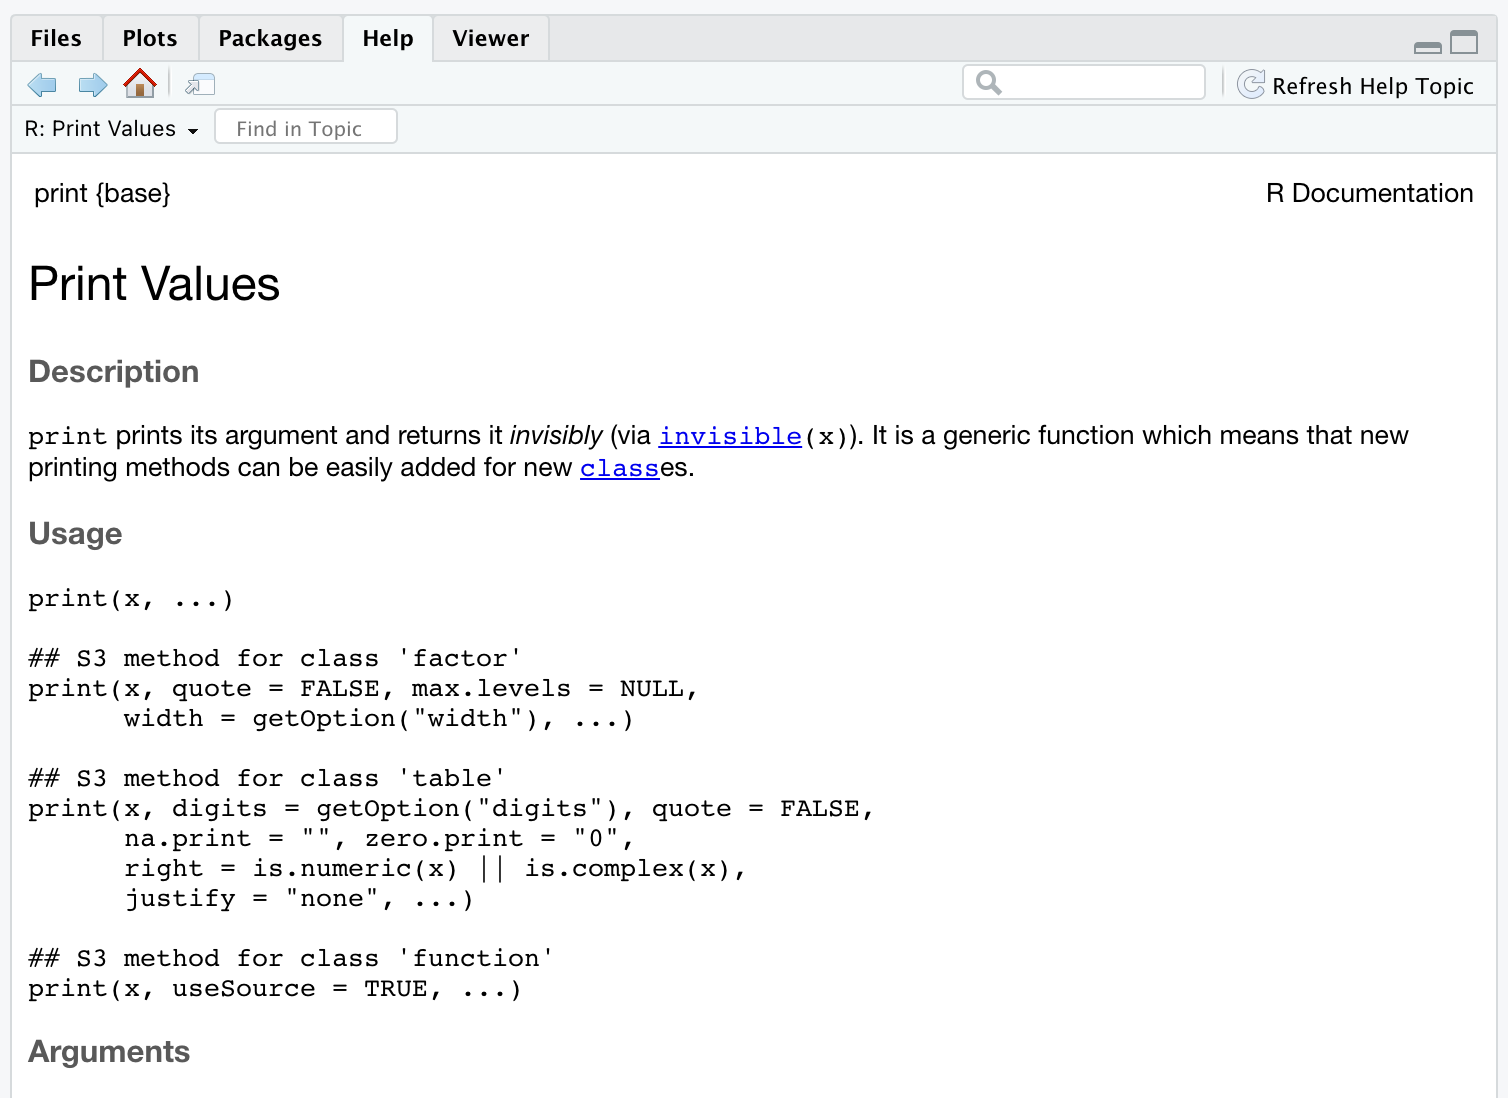 Files Plots Packages Help Viewer
Refresh Help Topic
R: Print Values Find in Topic
print {base} R Documentation
Print Values
Description
print prints its argument and returns it invisibly (via invisible(x)). It is a generic function which means that new
printing methods can be easily added for new classes.
Usage
print(x, ...)
## S3 method for class 'factor'
print(x, quote = FALSE, max.levels = NULL,
      width = getOption("width"), ...)
## S3 method for class 'table'
print(x, digits = getOption("digits"), quote = FALSE,
      na.print = "", zero.print = "0",
      right = is.numeric(x) || is.complex(x),
      justify = "none", ...)
## S3 method for class 'function'
print(x, useSource = TRUE, ...)
Arguments